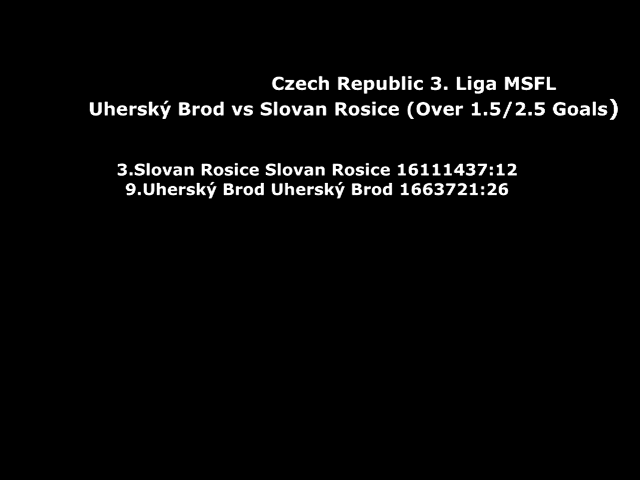 Czech Republic 3. Liga MSFL
Uherský Brod vs Slovan Rosice (Over 1.5/2.5 Goals)
3.Slovan Rosice Slovan Rosice 16111437:12
9.Uherský Brod Uherský Brod 1663721:26